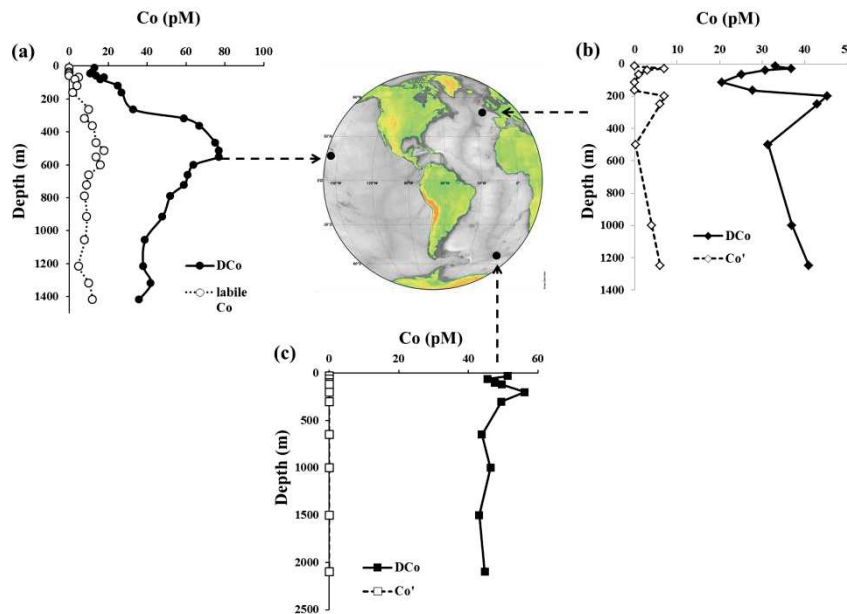 Co (pM)
(a)
0 20 40 60 80 100
0
200
400
600
800
1000
1200
1400
Depth (m)
DCo
labile
Co
Co (pM)
(b)
0 10 20 30 40 50
0
200
400
600
800
1000
1200
1400
Depth (m)
DCo
Co'
Co (pM)
(c)
0 20 40 60
0
500
1000
1500
2000
2500
Depth (m)
DCo
Co'